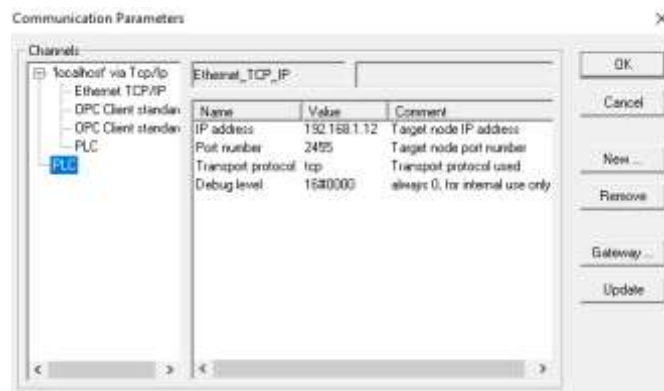 Communication Parameters
Channels
'localhost' via Tcp/Ip
Ethernet TCP/IP
OPC Client standar
OPC Client standar
PLC
PLC
Ethernet_TCP_IP
Name Value Comment
IP address 192.168.1.12 Target node IP address
Port number 2455 Target node port number
Transport protocol tcp Transport protocol used
Debug level 16#0000 always 0, for internal use only
OK
Cancel
New ...
Remove
Gateway ...
Update